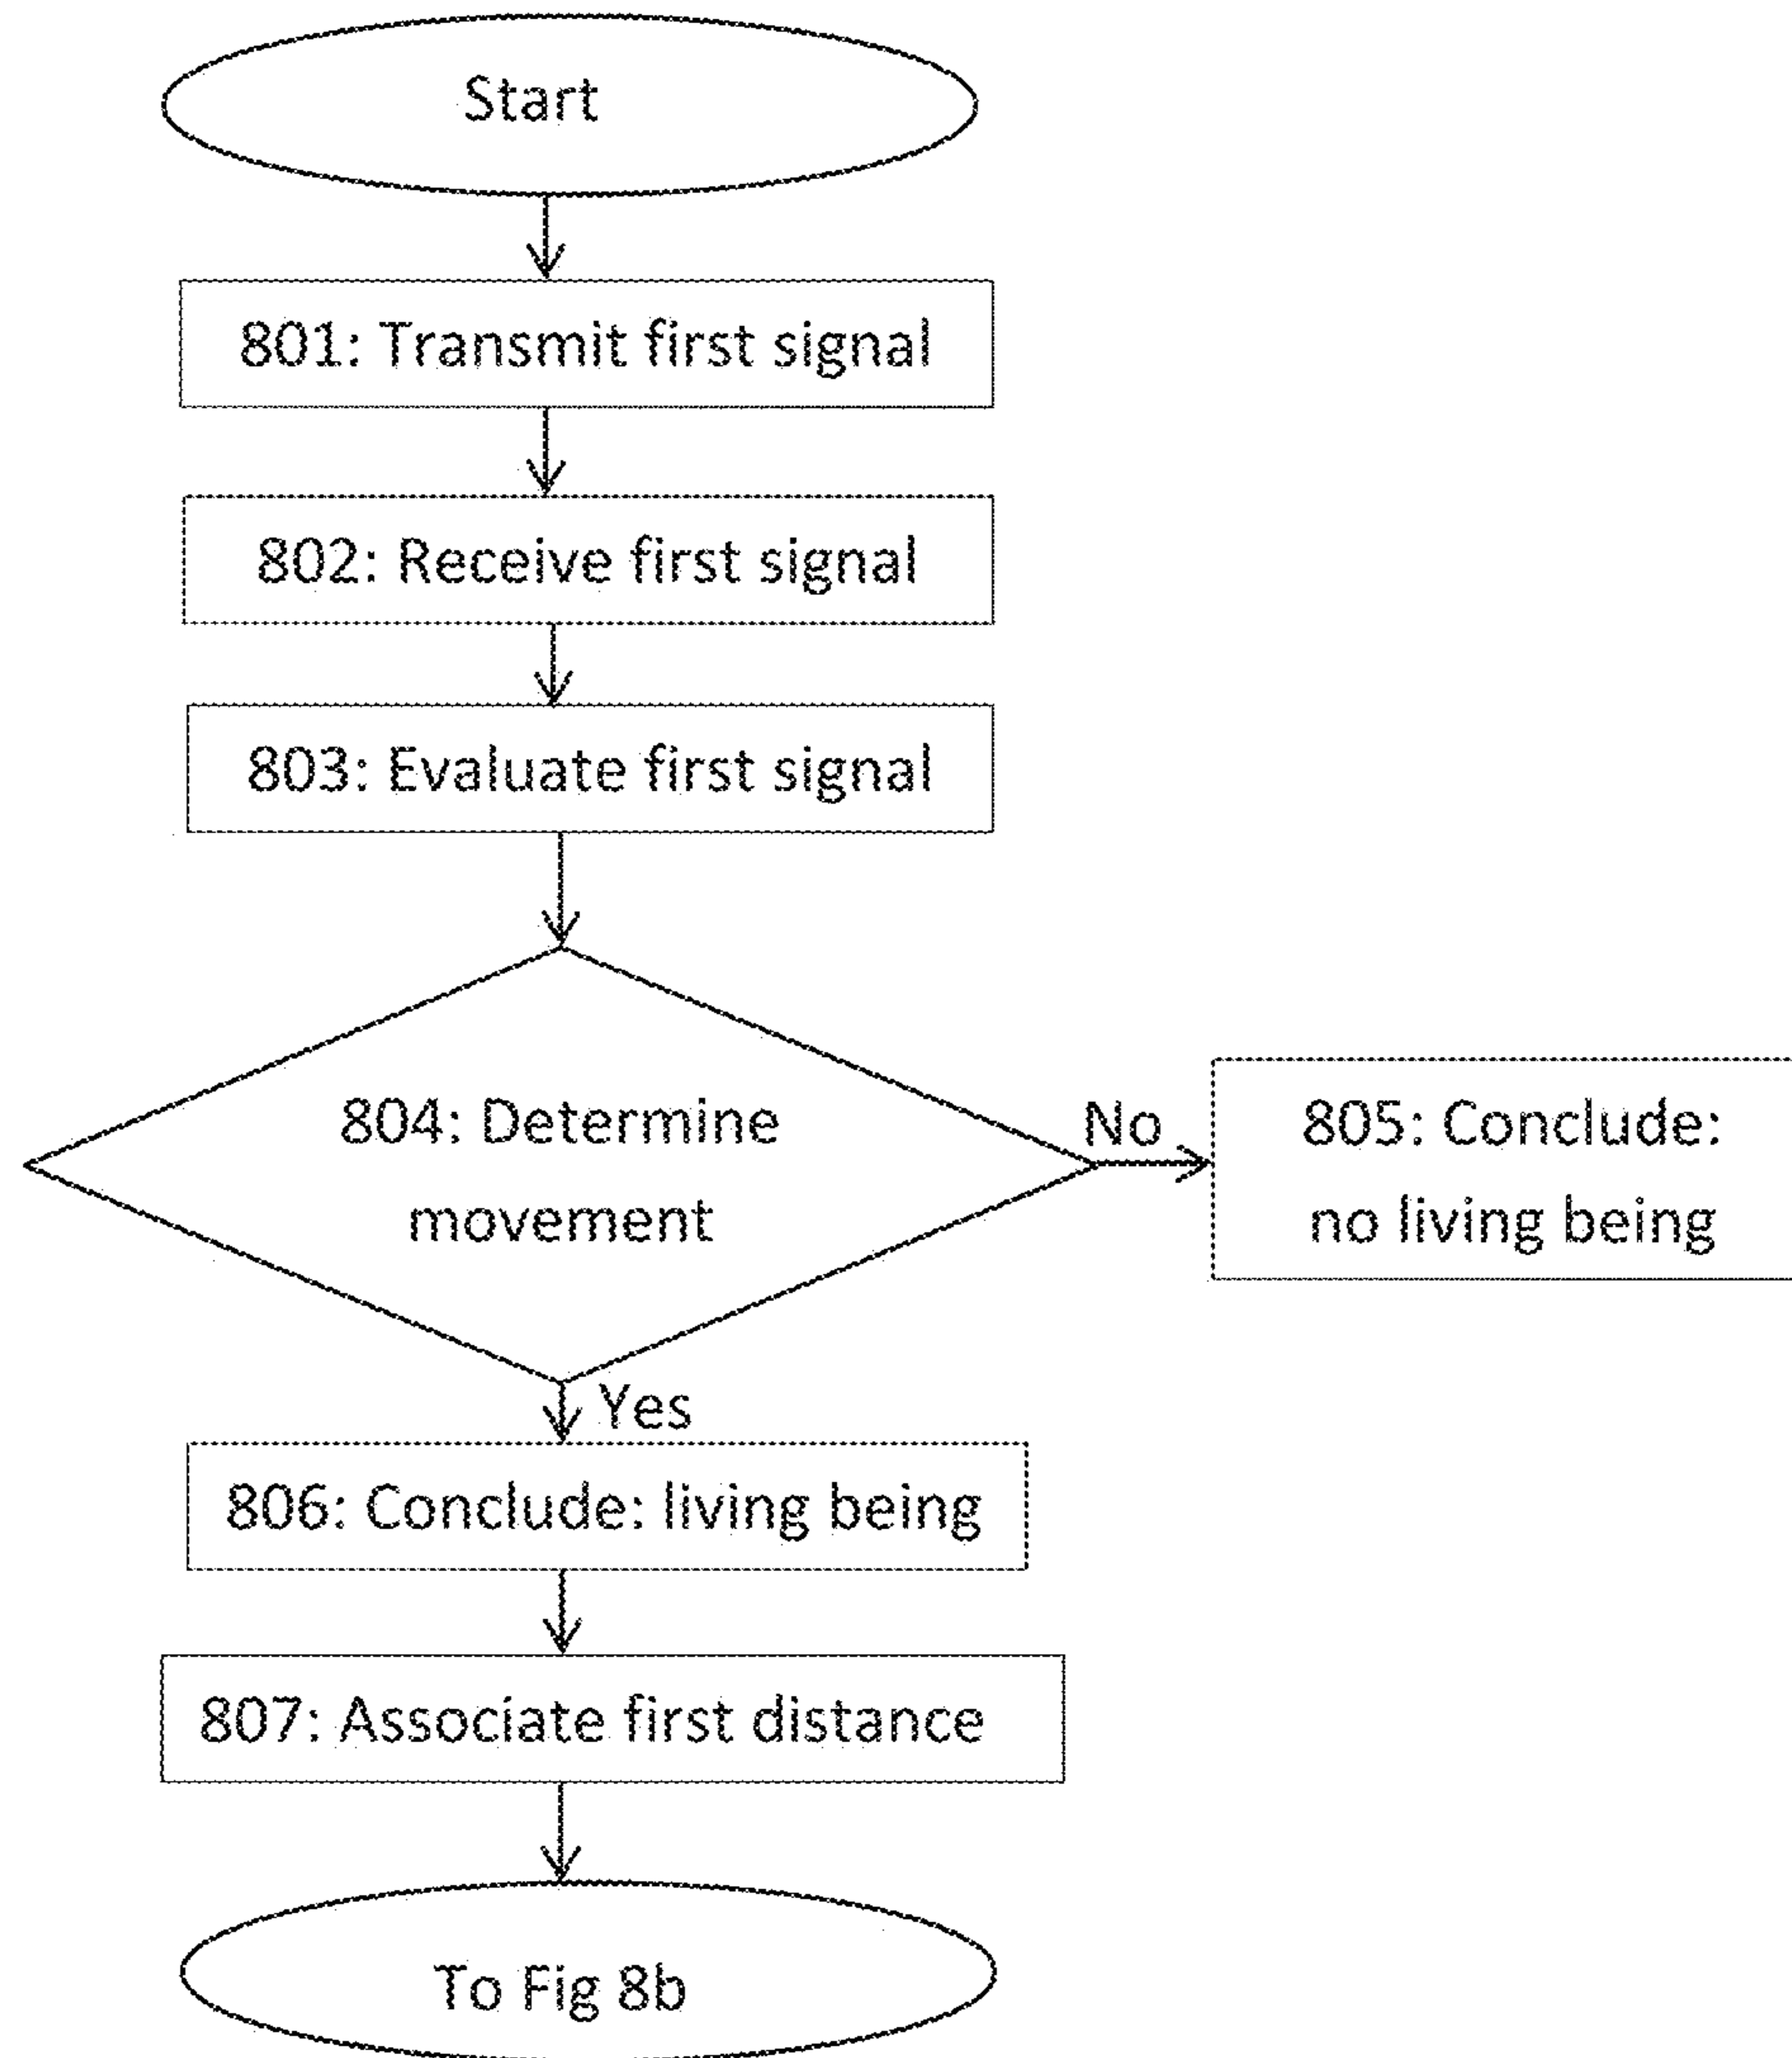 Start
801: Transmit first signal
802: Receive first signal
803: Evaluate first signal
804: Determine
movement
No
805: Conclude:
no living being
Yes
806: Conclude: living being
807: Associate first distance
To Fig 8b